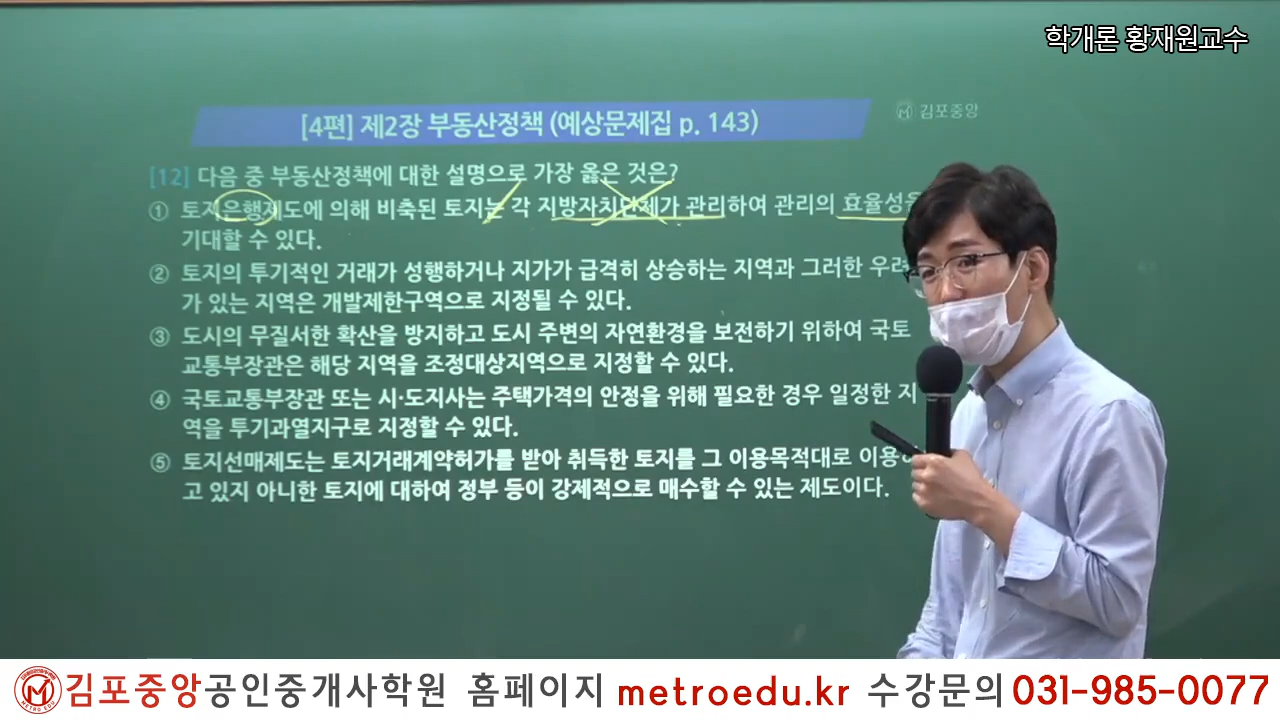 학개론 황재원교수
[4편] 제2장 부동산정책 (예상문제집 p. 143)
김포중앙
[12] 다음 중 부동산정책에 대한 설명으로 가장 옳은 것은?
① 토지은행제도에 의해 비축된 토지는 각 지방자치단체가 관리하여 관리의 효율성을
기대할 수 있다.
② 토지의 투기적인 거래가 성행하거나 지가가 급격히 상승하는 지역과 그러한 우려
가 있는 지역은 개발제한구역으로 지정될 수 있다.
③ 도시의 무질서한 확산을 방지하고 도시 주변의 자연환경을 보전하기 위하여 국토
교통부장관은 해당 지역을 조정대상지역으로 지정할 수 있다.
④ 국토교통부장관 또는 시·도지사는 주택가격의 안정을 위해 필요한 경우 일정한 지
역을 투기과열지구로 지정할 수 있다.
⑤ 토지선매제도는 토지거래계약허가를 받아 취득한 토지를 그 이용목적대로 이용하
고 있지 아니한 토지에 대하여 정부 등이 강제적으로 매수할 수 있는 제도이다.
METRO EDU
김포중앙공인중개사학원 홈페이지 metroedu.kr 수강문의 031-985-0077